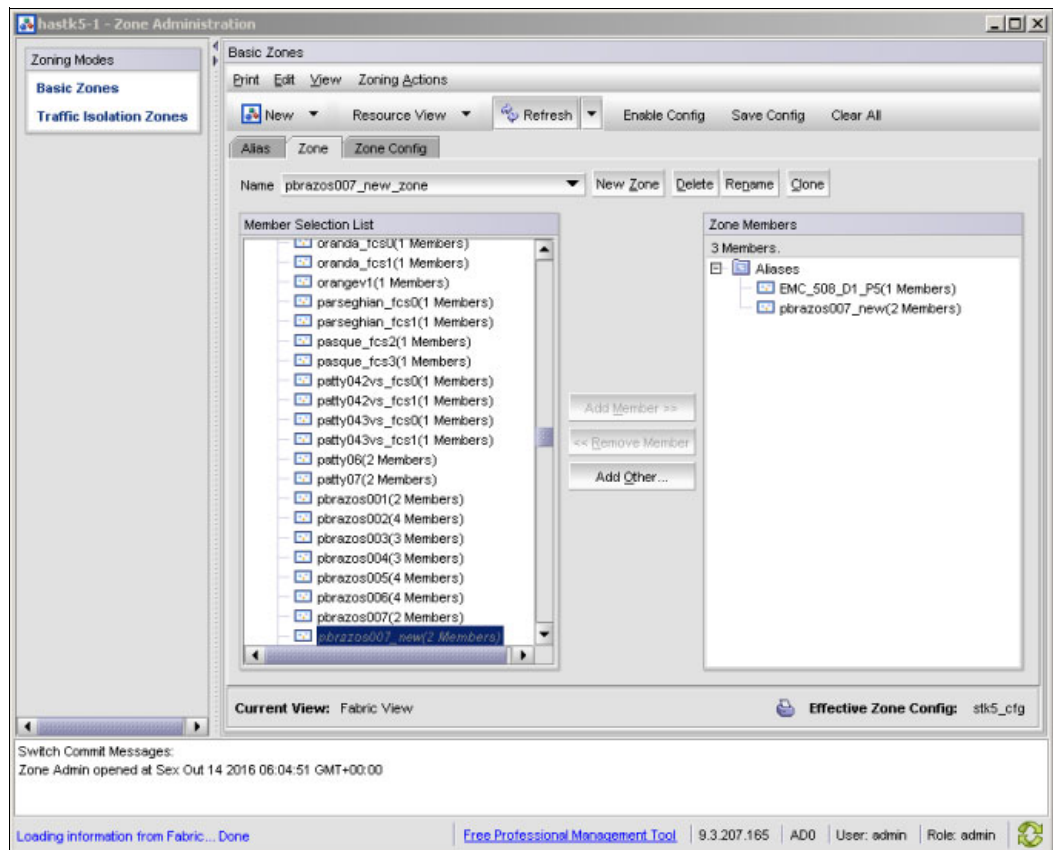 hastk5-1 - Zone Administration
Zoning Modes
Basic Zones
Traffic Isolation Zones
Basic Zones
Print Edit View Zoning Actions
New Resource View Refresh Enable Config Save Config Clear All
Alias Zone Zone Config
Name pbrazos007_new_zone New Zone Delete Rename Clone
Member Selection List
oranda_fcs0(1 Members)
oranda_fcs1(1 Members)
orangev1(1 Members)
parseghian_fcs0(1 Members)
parseghian_fcs1(1 Members)
pasque_fcs2(1 Members)
pasque_fcs3(1 Members)
patty042vs_fcs0(1 Members)
patty042vs_fcs1(1 Members)
patty043vs_fcs0(1 Members)
patty043vs_fcs1(1 Members)
patty06(2 Members)
patty07(2 Members)
pbrazos001(2 Members)
pbrazos002(4 Members)
pbrazos003(3 Members)
pbrazos004(3 Members)
pbrazos005(4 Members)
pbrazos006(4 Members)
pbrazos007(2 Members)
pbrazos007_new(2 Members)
Add Member >>
<< Remove Member
Add Other...
Zone Members
3 Members.
Aliases
EMC_508_D1_P5(1 Members)
pbrazos007_new(2 Members)
Current View: Fabric View Effective Zone Config: stk5_cfg
Switch Commit Messages:
Zone Admin opened at Sex Out 14 2016 06:04:51 GMT+00:00
Loading information from Fabric... Done Free Professional Management Tool 9.3.207.165 AD0 User: admin Role: admin